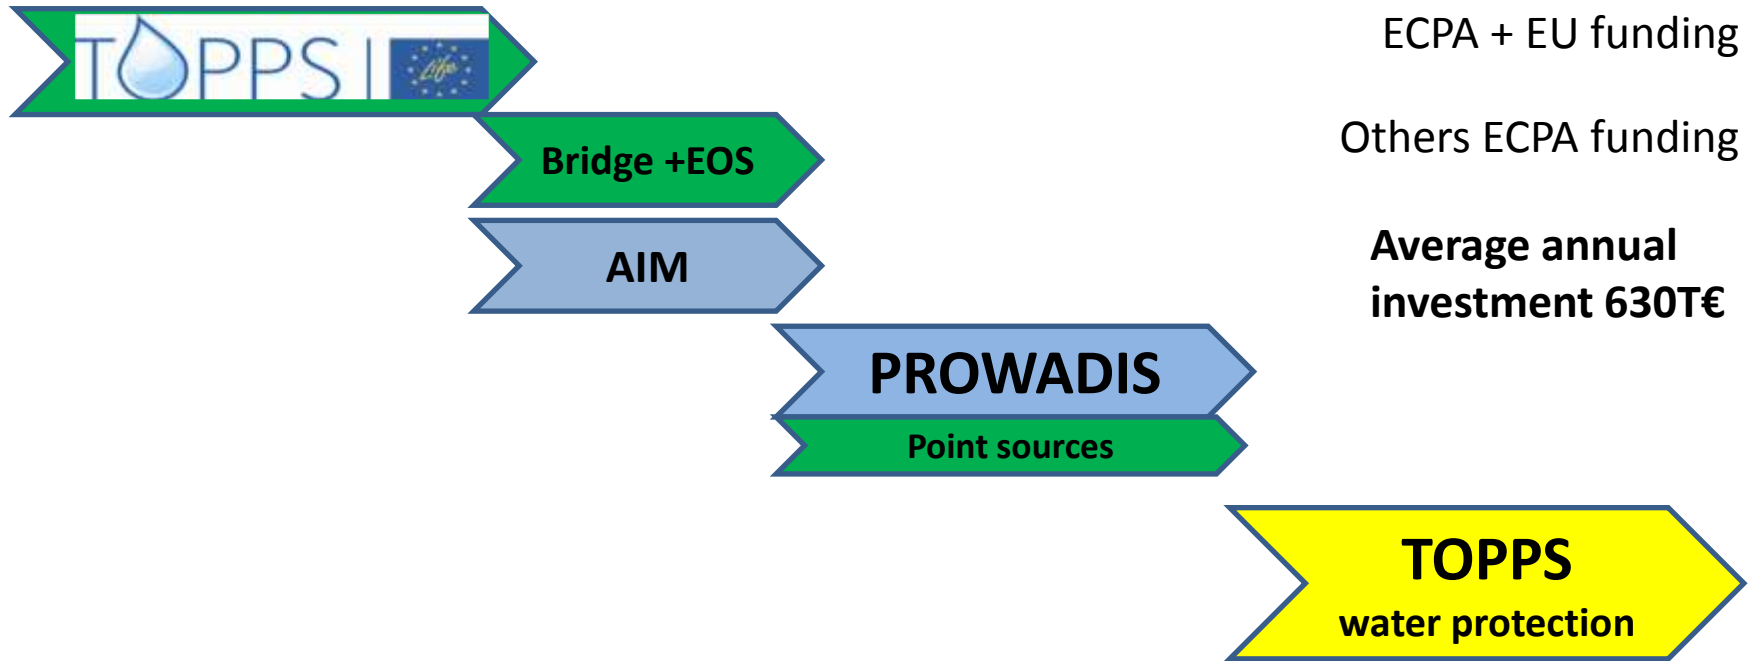 TOPPS | Life
ECPA + EU funding
Bridge +EOS
Others ECPA funding
AIM
Average annual
investment 630T€
PROWADIS
Point sources
TOPPS
water protection